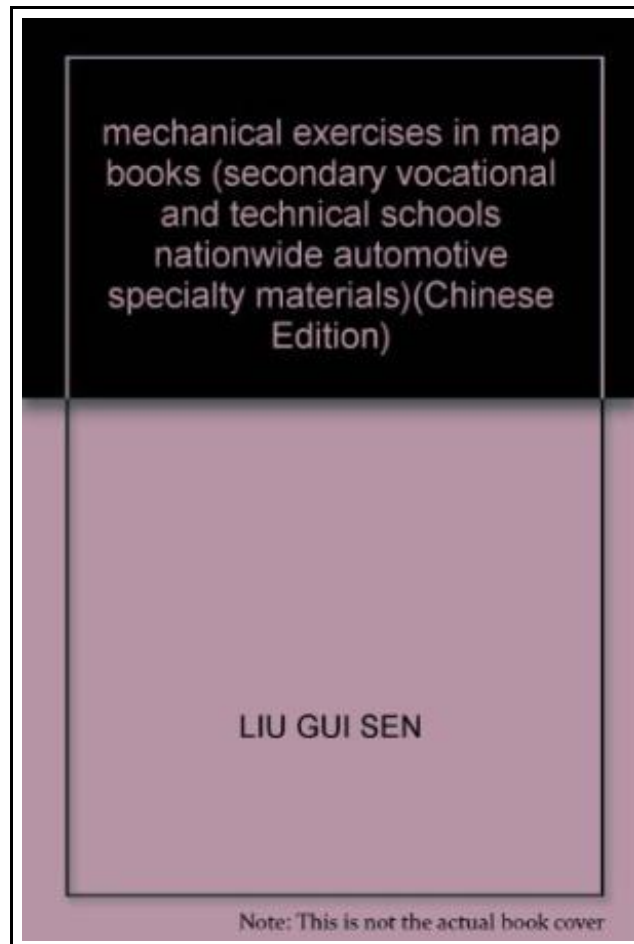 mechanical exercises in map
books (secondary vocational
and technical schools
nationwide automotive
specialty materials)(Chinese
Edition)
LIU GUI SEN
Note: This is not the actual book cover